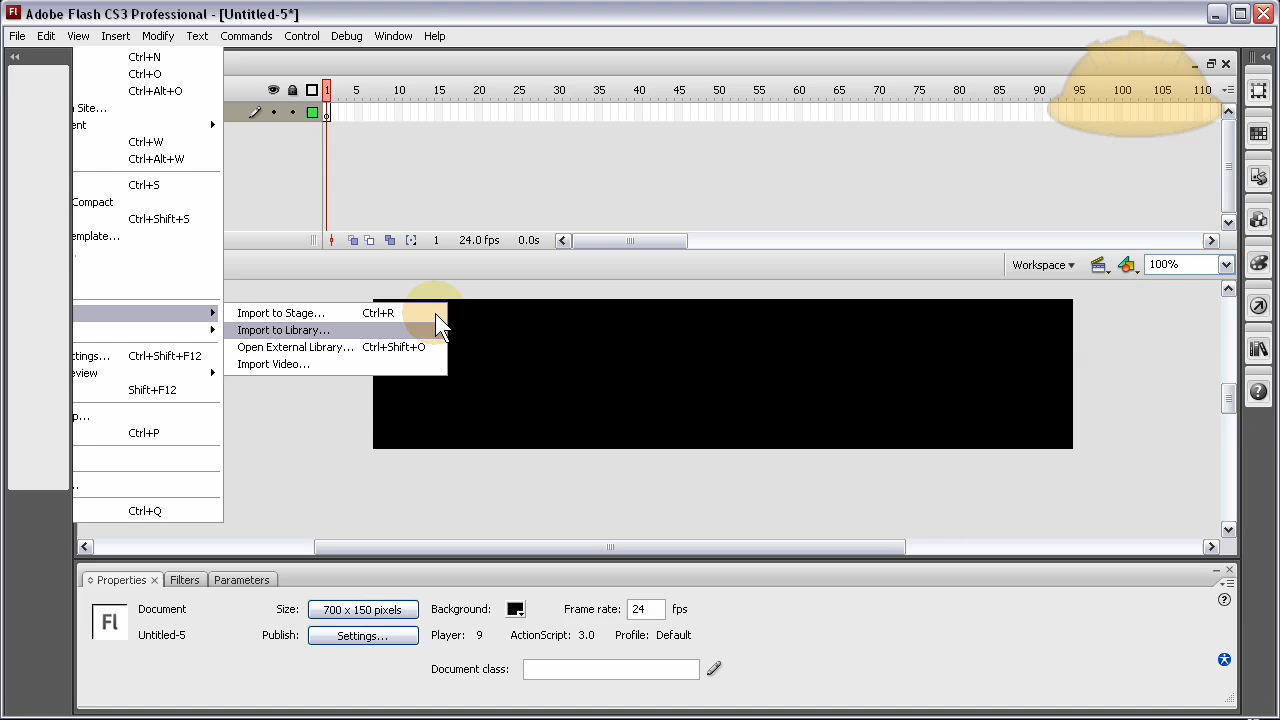 Fl Adobe Flash CS3 Professional - [Untitled-5*]
File Edit View Insert Modify Text Commands Control Debug Window Help
Ctrl+N
Ctrl+O
Ctrl+Alt+O
Site...
ent
Ctrl+W
Ctrl+Alt+W
Ctrl+S
Compact
Ctrl+Shift+S
emplate...
ttings... Ctrl+Shift+F12
eview
Shift+F12
p...
Ctrl+P
Ctrl+Q
Import to Stage... Ctrl+R
Import to Library...
Open External Library... Ctrl+Shift+O
Import Video...
1 5 10 15 20 25 30 35 40 45 50 55 60 65 70 75 80 85 90 95 100 105 110
1 24.0 fps 0.0s
Workspace 100%
Properties Filters Parameters
Fl Document Size: 700 x 150 pixels Background: Frame rate: 24 fps
Untitled-5 Publish: Settings... Player: 9 ActionScript: 3.0 Profile: Default
Document class: